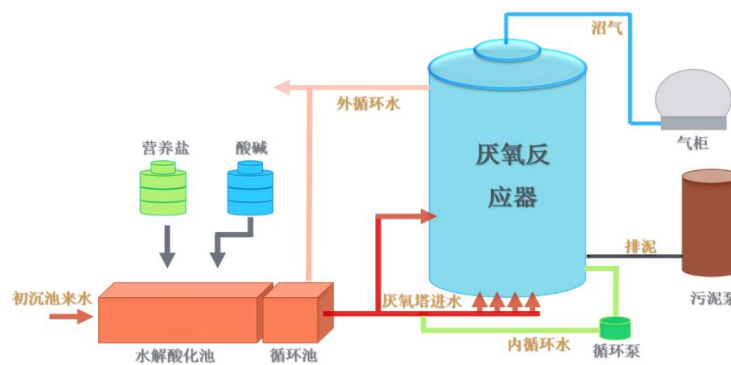 沼气
外循环水
营养盐
酸碱
气柜
厌氧反
应器
排泥
初沉池来水
厌氧塔进水
污泥泵
内循环水
循环泵
水解酸化池
循环池